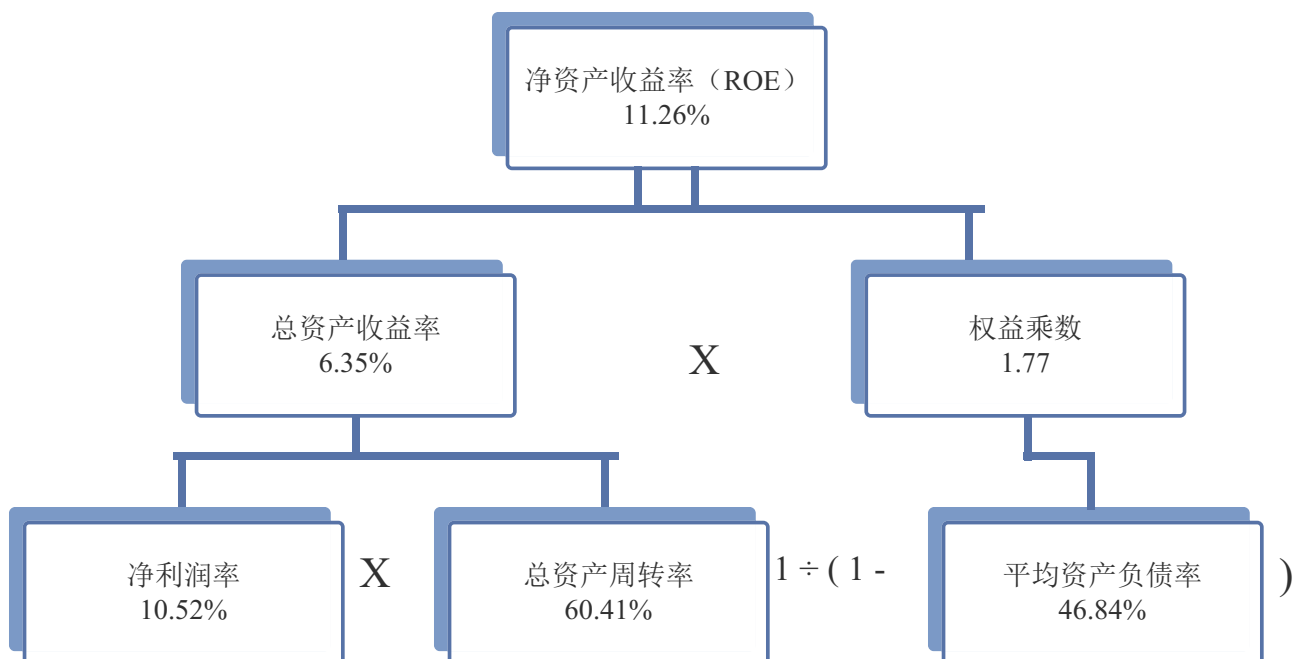 净资产收益率（ROE）
11.26%
总资产收益率
6.35%
X
权益乘数
1.77
净利润率
10.52%
X
总资产周转率
60.41%
1 ÷ ( 1 -
平均资产负债率
46.84%
)